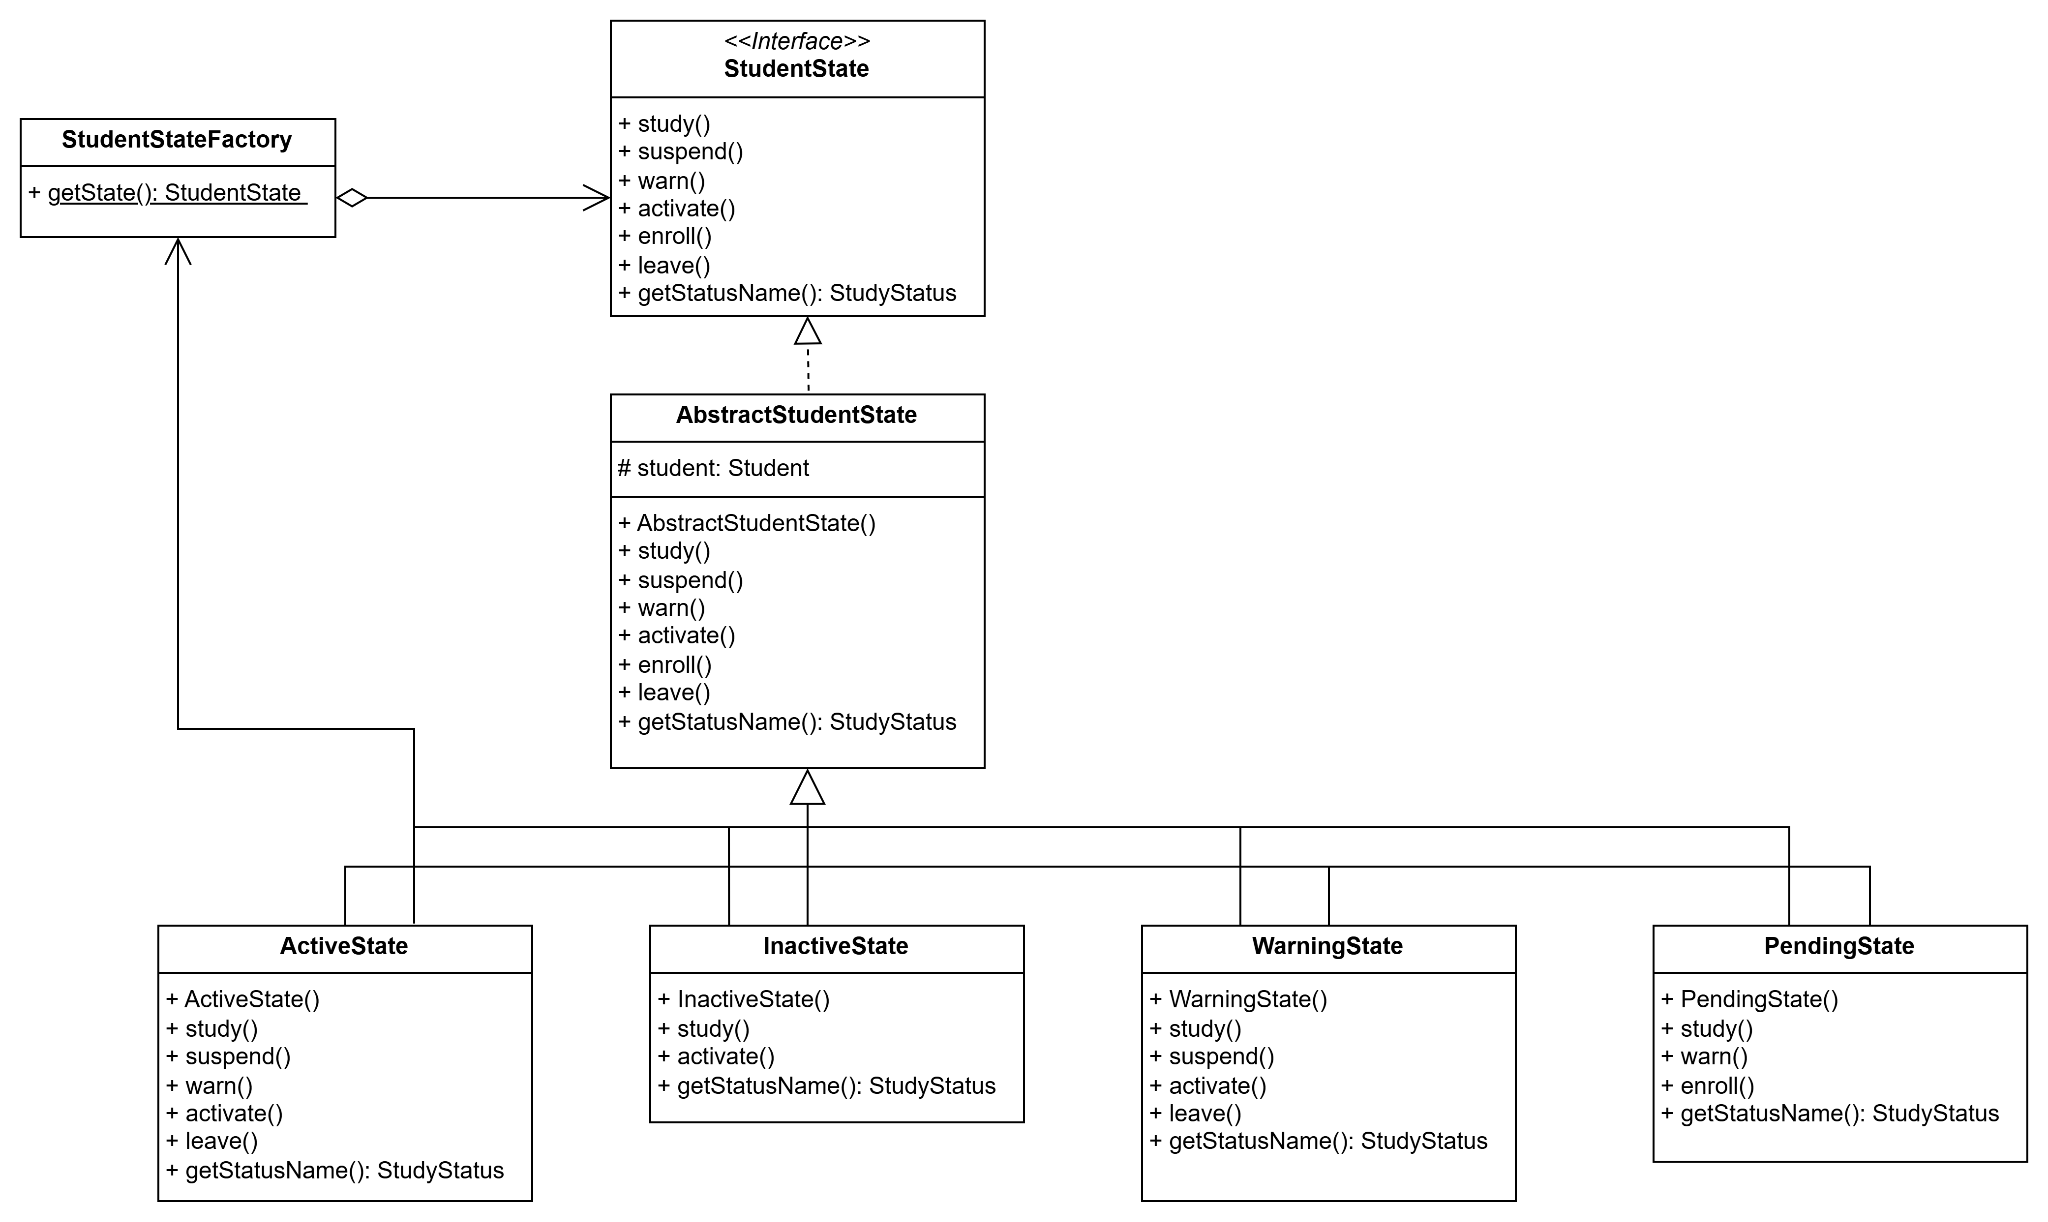 <<Interface>>
StudentState
+ study()
+ suspend()
+ warn()
+ activate()
+ enroll()
+ leave()
+ getStatusName(): StudyStatus
StudentStateFactory
+ getState(): StudentState
AbstractStudentState
# student: Student
+ AbstractStudentState()
+ study()
+ suspend()
+ warn()
+ activate()
+ enroll()
+ leave()
+ getStatusName(): StudyStatus
ActiveState
+ ActiveState()
+ study()
+ suspend()
+ warn()
+ activate()
+ leave()
+ getStatusName(): StudyStatus
InactiveState
+ InactiveState()
+ study()
+ activate()
+ getStatusName(): StudyStatus
WarningState
+ WarningState()
+ study()
+ suspend()
+ activate()
+ leave()
+ getStatusName(): StudyStatus
PendingState
+ PendingState()
+ study()
+ warn()
+ enroll()
+ getStatusName(): StudyStatus